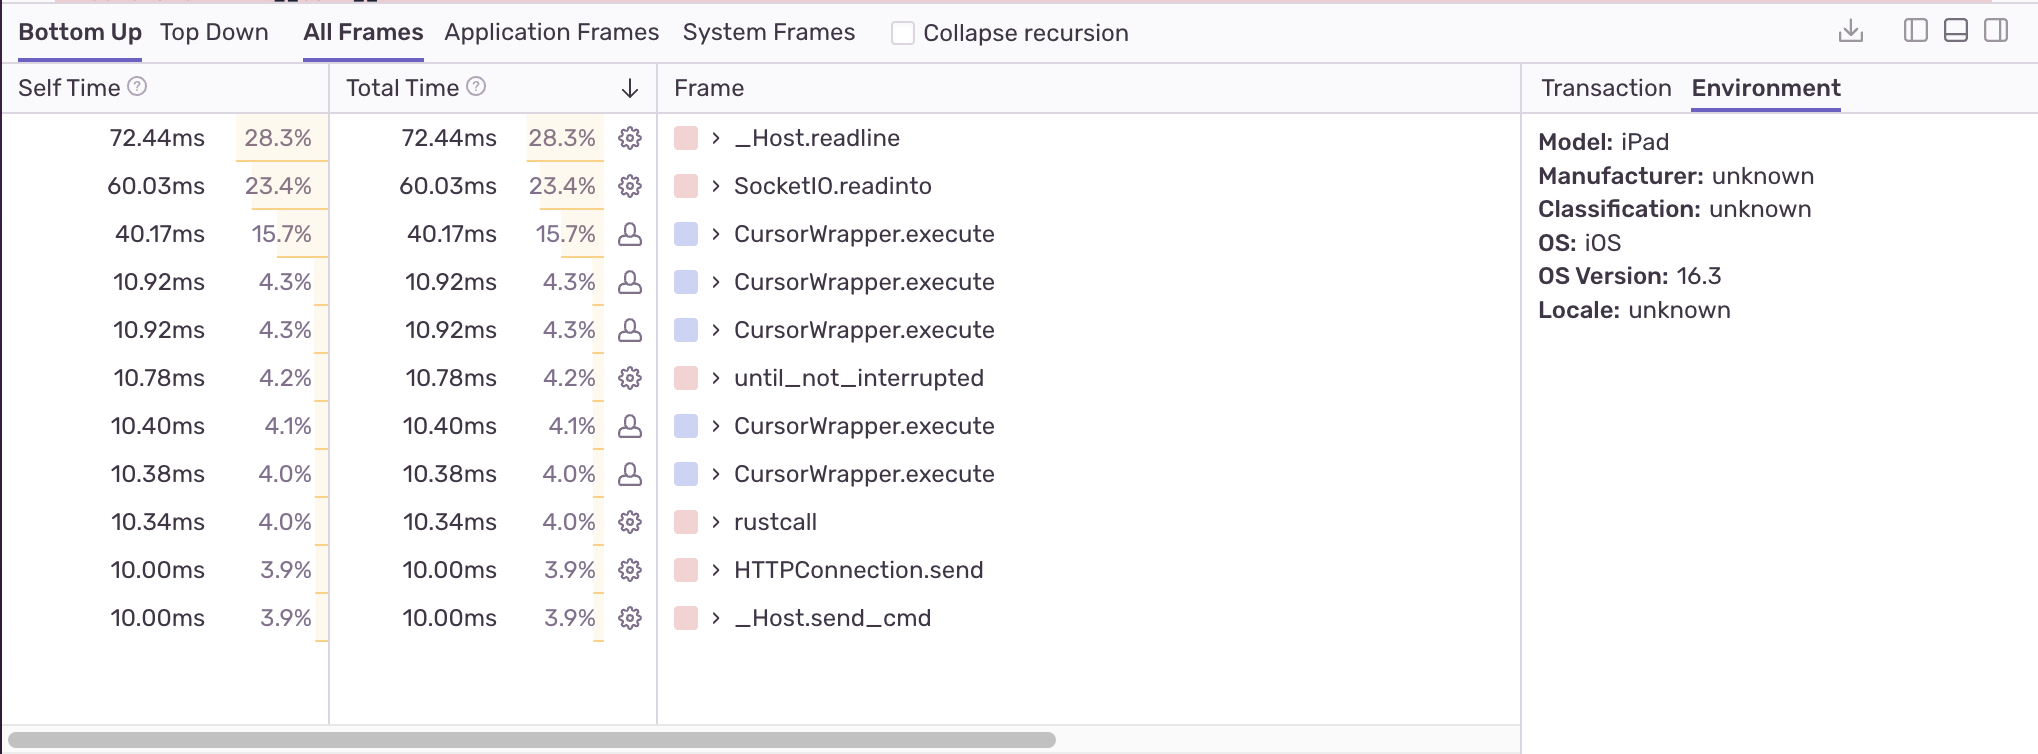 Bottom Up Top Down All Frames Application Frames System Frames Collapse recursion
Self Time ? Total Time ? ↓ Frame
72.44ms 28.3% 72.44ms 28.3% › _Host.readline
60.03ms 23.4% 60.03ms 23.4% › SocketIO.readinto
40.17ms 15.7% 40.17ms 15.7% › CursorWrapper.execute
10.92ms 4.3% 10.92ms 4.3% › CursorWrapper.execute
10.92ms 4.3% 10.92ms 4.3% › CursorWrapper.execute
10.78ms 4.2% 10.78ms 4.2% › until_not_interrupted
10.40ms 4.1% 10.40ms 4.1% › CursorWrapper.execute
10.38ms 4.0% 10.38ms 4.0% › CursorWrapper.execute
10.34ms 4.0% 10.34ms 4.0% › rustcall
10.00ms 3.9% 10.00ms 3.9% › HTTPConnection.send
10.00ms 3.9% 10.00ms 3.9% › _Host.send_cmd
Transaction Environment
Model: iPad
Manufacturer: unknown
Classification: unknown
OS: iOS
OS Version: 16.3
Locale: unknown